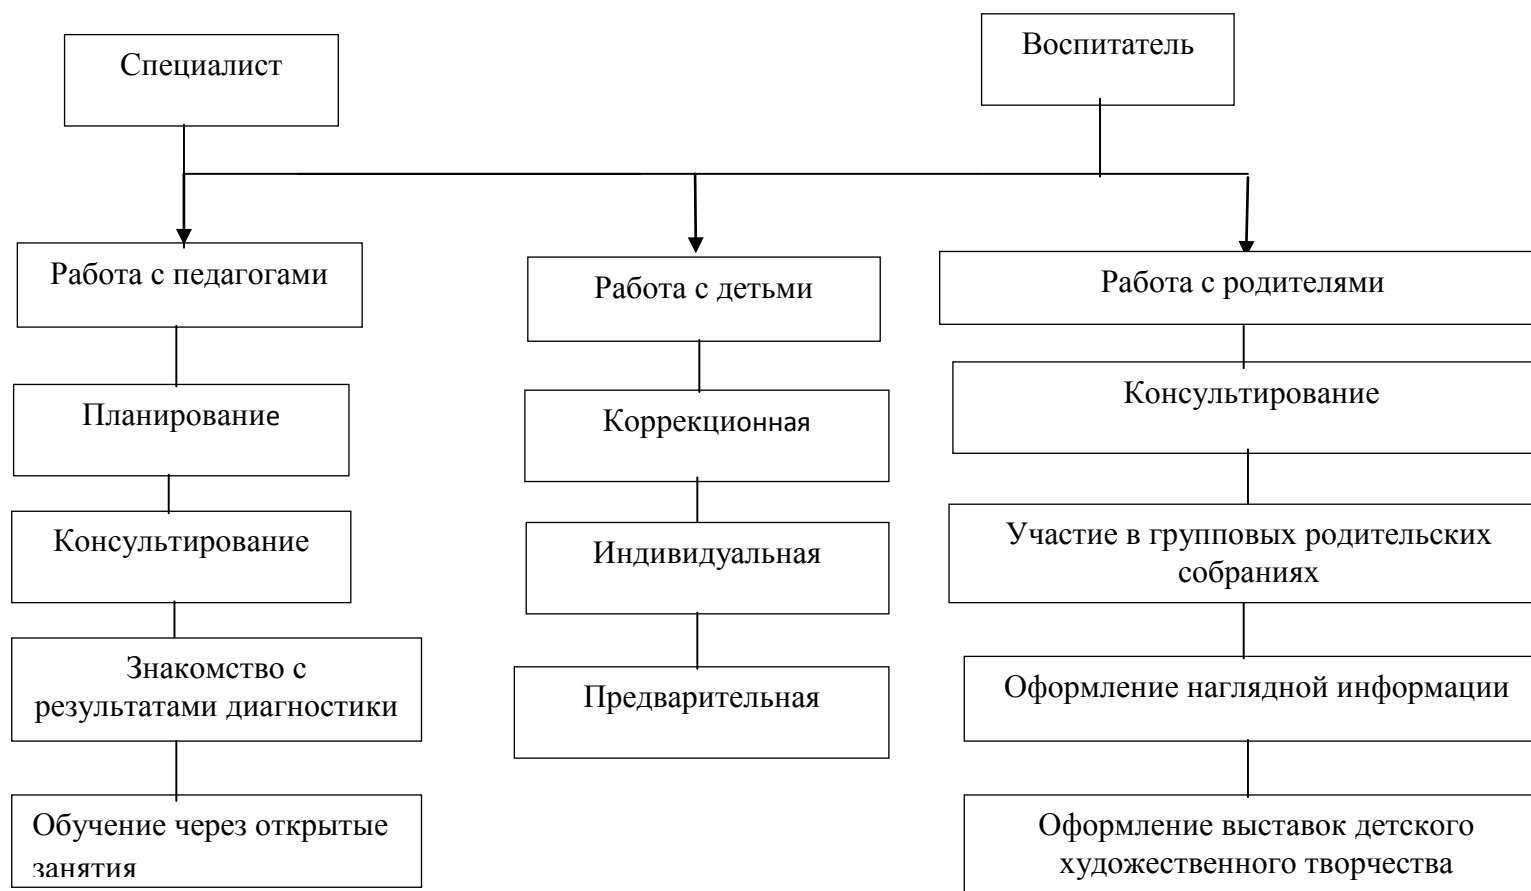 Специалист
Воспитатель
Работа с педагогами
Планирование
Консультирование
Знакомство с
результатами диагностики
Обучение через открытые
занятия
Работа с детьми
Коррекционная
Индивидуальная
Предварительная
Работа с родителями
Консультирование
Участие в групповых родительских
собраниях
Оформление наглядной информации
Оформление выставок детского
художественного творчества